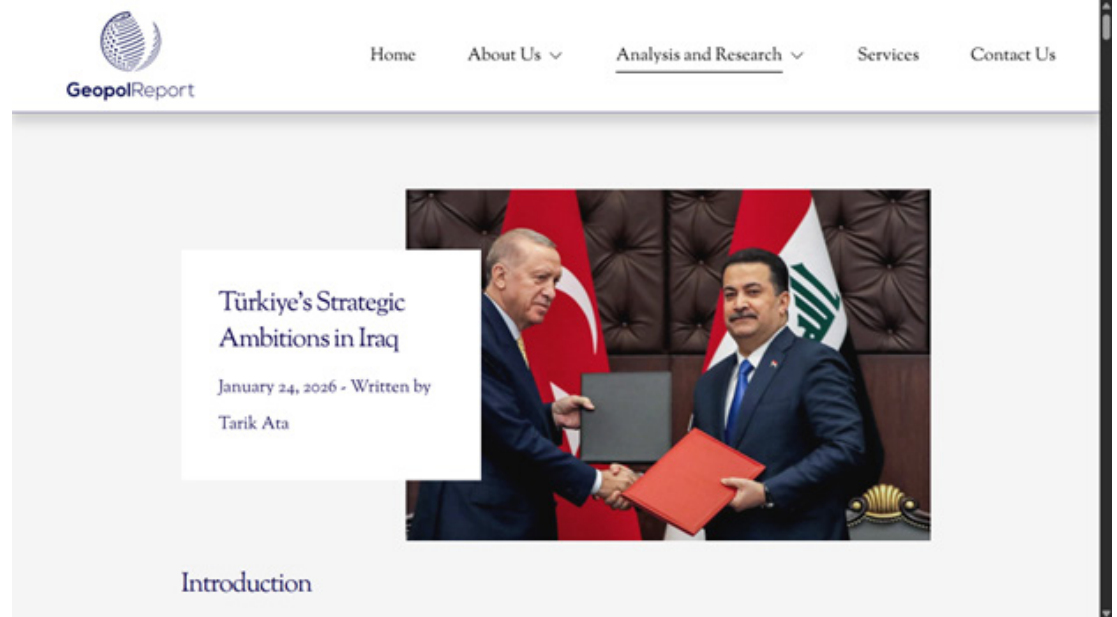 GeopolReport
Home
About Us
Analysis and Research
Services
Contact Us
Türkiye's Strategic
Ambitions in Iraq
January 24, 2026 - Written by
Tarik Ata
Introduction